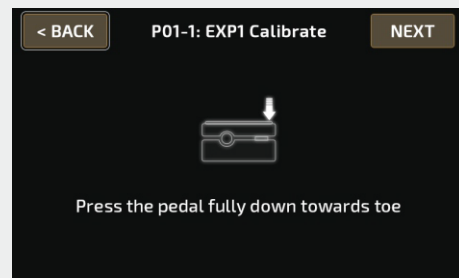 < BACK P01-1: EXP1 Calibrate NEXT
Press the pedal fully down towards toe